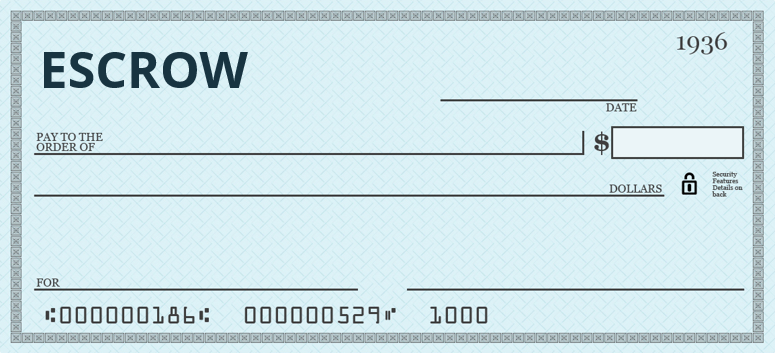 1936
ESCROW
DATE
PAY TO THE
ORDER OF
$
DOLLARS
Security
Features
Details on
back
FOR
⑆000000186⑆ 000000529⑈ 1000